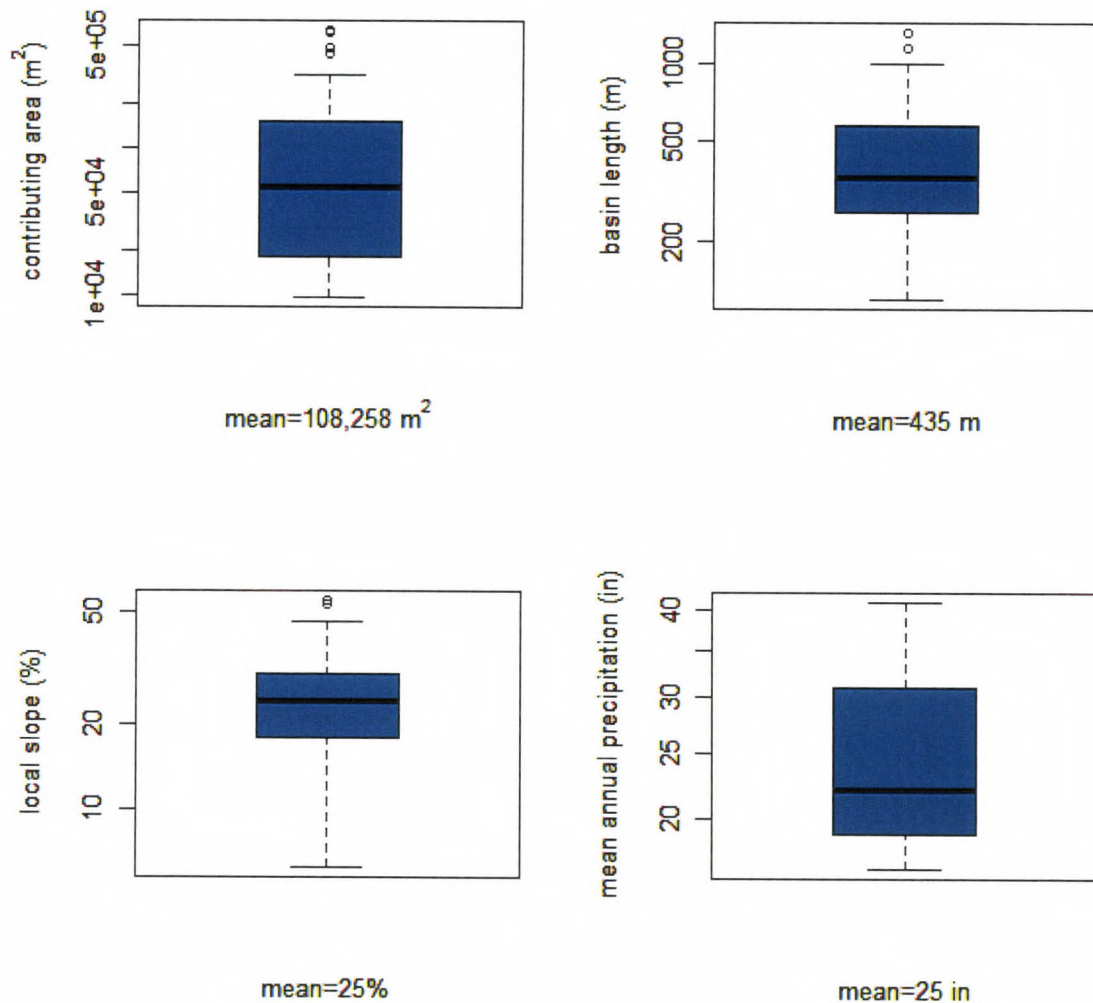 contributing area (m²)
5e+05
5e+04
1e+04
mean=108,258 m²
basin length (m)
1000
500
200
mean=435 m
local slope (%)
50
20
10
mean=25%
mean annual precipitation (in)
40
30
25
20
mean=25 in